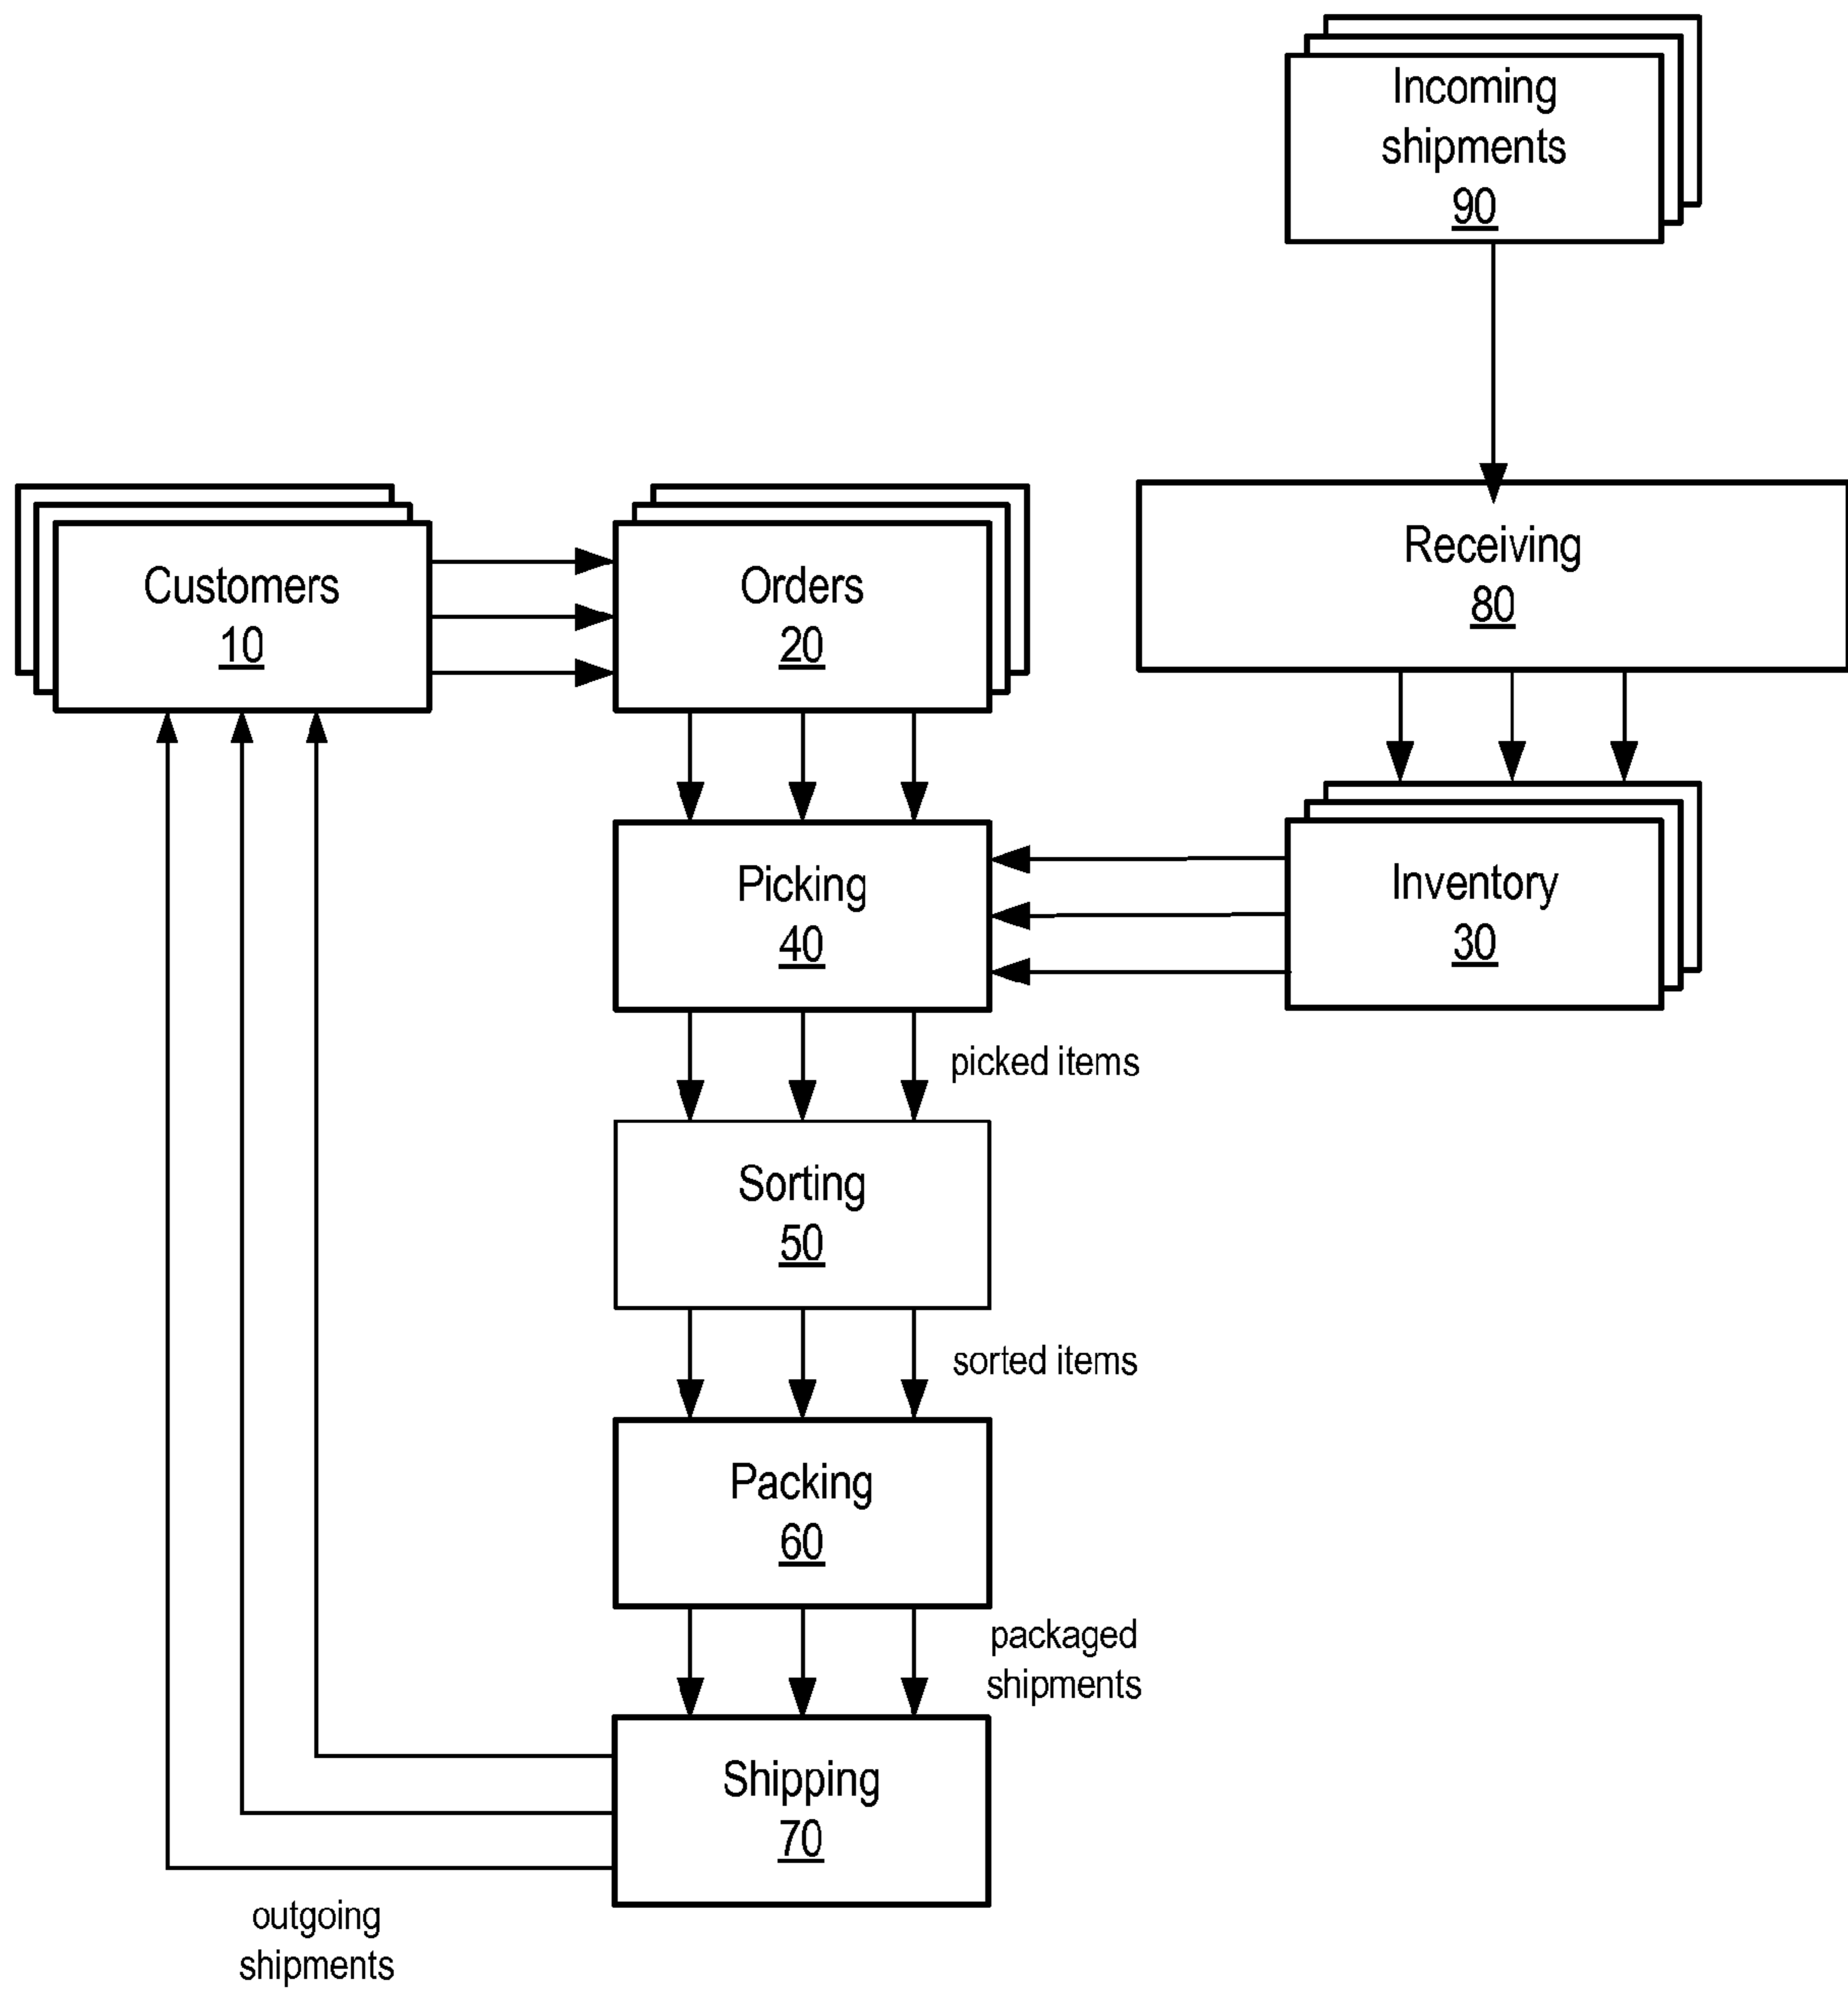 Incoming
shipments
90
Receiving
80
Customers
10
Orders
20
Picking
40
Inventory
30
picked items
Sorting
50
sorted items
Packing
60
packaged
shipments
Shipping
70
outgoing
shipments